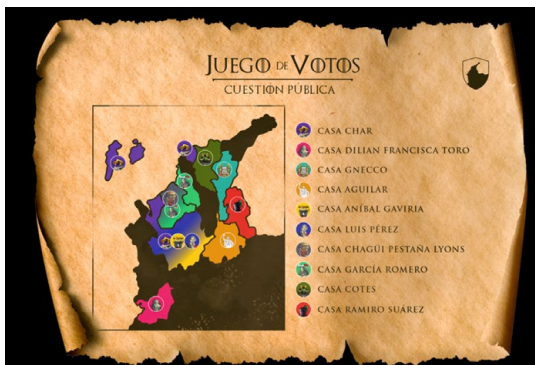 JUEGO DE VOTOS
CUESTIÓN PÚBLICA
CASA CHAR
CASA DILIAN FRANCISCA TORO
CASA GNECCO
CASA AGUILAR
CASA ANÍBAL GAVIRIA
CASA LUIS PÉREZ
CASA CHAGÜI PESTAÑA LYONS
CASA GARCÍA ROMERO
CASA COTES
CASA RAMIRO SUÁREZ